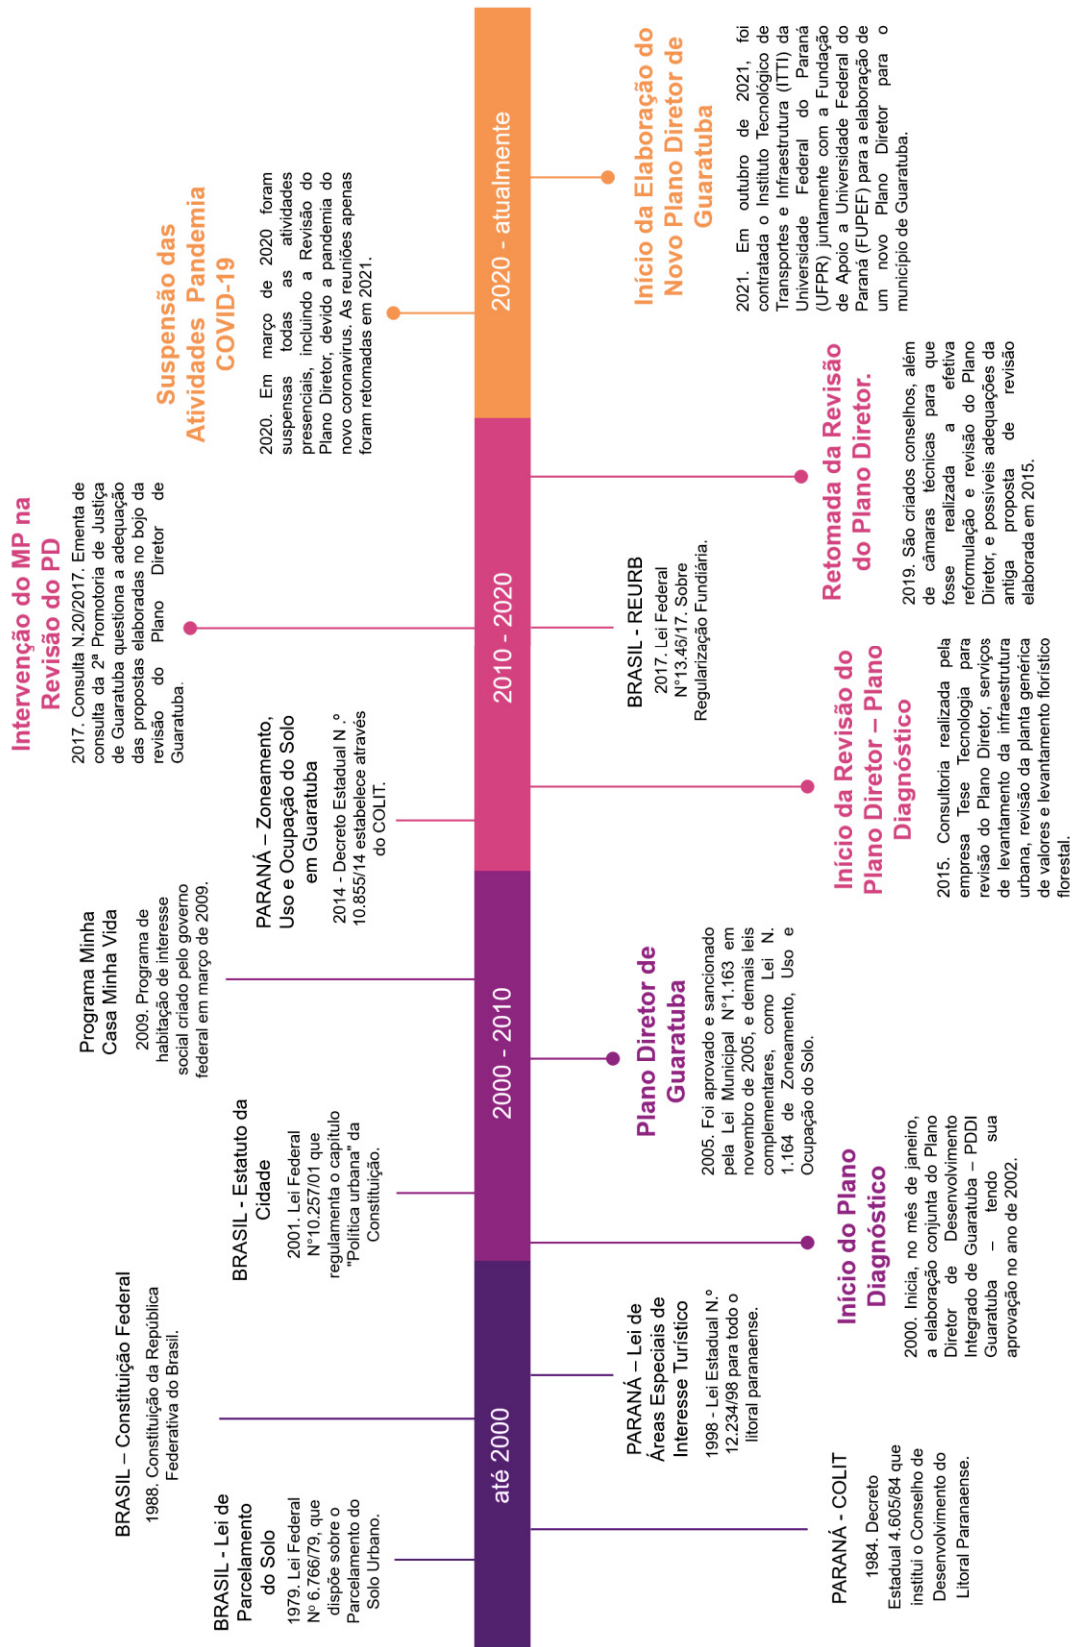 BRASIL - Lei de
Parcelamento
do Solo
1979. Lei Federal
Nº 6.766/79, que
dispõe sobre o
Parcelamento do
Solo Urbano.
BRASIL – Constituição Federal
1988. Constituição da República
Federativa do Brasil.
BRASIL - Estatuto da
Cidade
2001. Lei Federal
N°10.257/01 que
regulamenta o capítulo
"Política urbana" da
Constituição.
Programa Minha
Casa Minha Vida
2009. Programa de
habitação de interesse
social criado pelo governo
federal em março de 2009.
PARANÁ – Zoneamento,
Uso e Ocupação do Solo
em Guaratuba
2014 - Decreto Estadual N .º
10.855/14 estabelece através
do COLIT.
Intervenção do MP na
Revisão do PD
2017. Consulta N.20/2017. Ementa de
consulta da 2ª Promotoria de Justiça
de Guaratuba questiona a adequação
das propostas elaboradas no bojo da
revisão do Plano Diretor de
Guaratuba.
Suspensão das
Atividades Pandemia
COVID-19
2020. Em março de 2020 foram
suspensas todas as atividades
presenciais, incluindo a Revisão do
Plano Diretor, devido a pandemia do
novo coronavirus. As reuniões apenas
foram retomadas em 2021.
até 2000
2000 - 2010
2010 - 2020
2020 - atualmente
PARANÁ - COLIT
1984. Decreto
Estadual 4.605/84 que
institui o Conselho de
Desenvolvimento do
Litoral Paranaense.
PARANÁ – Lei de
Áreas Especiais de
Interesse Turístico
1998 - Lei Estadual N.º
12.234/98 para todo o
litoral paranaense.
Início do Plano
Diagnóstico
2000. Inicia, no mês de janeiro,
a elaboração conjunta do Plano
Diretor de Desenvolvimento
Integrado de Guaratuba – PDDI
Guaratuba – tendo sua
aprovação no ano de 2002.
Plano Diretor de
Guaratuba
2005. Foi aprovado e sancionado
pela Lei Municipal N°1.163 em
novembro de 2005, e demais leis
complementares, como Lei N.
1.164 de Zoneamento, Uso e
Ocupação do Solo.
Início da Revisão do
Plano Diretor – Plano
Diagnóstico
2015. Consultoria realizada pela
empresa Tese Tecnologia para
revisão do Plano Diretor, serviços
de levantamento da infraestrutura
urbana, revisão da planta genérica
de valores e levantamento florístico
florestal.
BRASIL - REURB
2017. Lei Federal
N°13.46/17. Sobre
Regularização Fundiária.
Retomada da Revisão
do Plano Diretor.
2019. São criados conselhos, além
de câmaras técnicas para que
fosse realizada a efetiva
reformulação e revisão do Plano
Diretor, e possíveis adequações da
antiga proposta de revisão
elaborada em 2015.
Início da Elaboração do
Novo Plano Diretor de
Guaratuba
2021. Em outubro de 2021, foi
contratada o Instituto Tecnológico de
Transportes e Infraestrutura (ITTI) da
Universidade Federal do Paraná
(UFPR) juntamente com a Fundação
de Apoio a Universidade Federal do
Paraná (FUPEF) para a elaboração de
um novo Plano Diretor para o
município de Guaratuba.